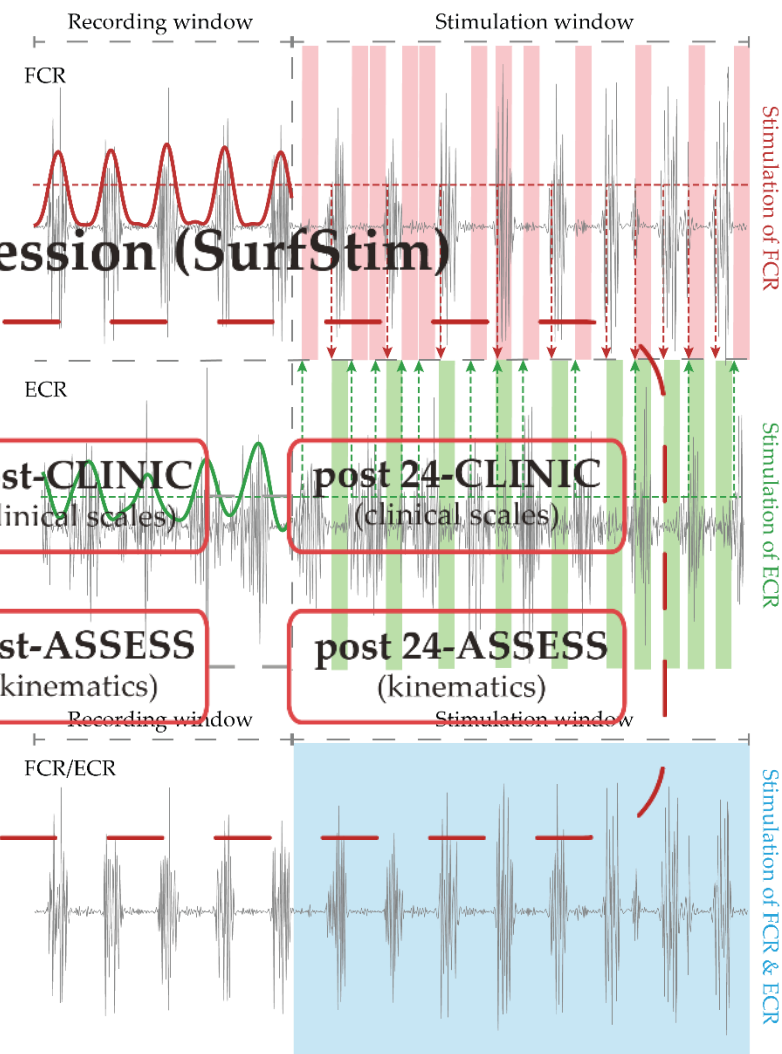 Recording window
Stimulation window
FCR
Stimulation of FCR
ession (SurfStim)
ECR
Stimulation of ECR
st-CLINIC
linical scales)
post 24-CLINIC
(clinical scales)
st-ASSESS
kinematics)
post 24-ASSESS
(kinematics)
Recording window
Stimulation window
FCR/ECR
Stimulation of FCR & ECR